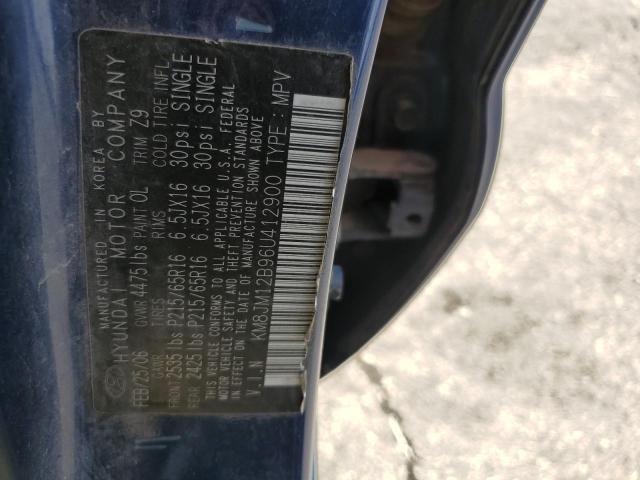 MANUFACTURED IN KOREA BY
HYUNDAI MOTOR COMPANY
FEB/25/06 GVWR 4475 lbs PAINT OL TRIM Z9
GAWR TIRES RIMS COLD TIRE INFL.
FRONT 2535 lbs P215/65R16 6.5JX16 30psi SINGLE
REAR 2425 lbs P215/65R16 6.5JX16 30psi SINGLE
THIS VEHICLE CONFORMS TO ALL APPLICABLE U.S.A. FEDERAL
MOTOR VEHICLE SAFETY AND THEFT PREVENTION STANDARDS
IN EFFECT ON THE DATE OF MANUFACTURE SHOWN ABOVE
V.I.N KM8JM12B96U412900 TYPE : MPV